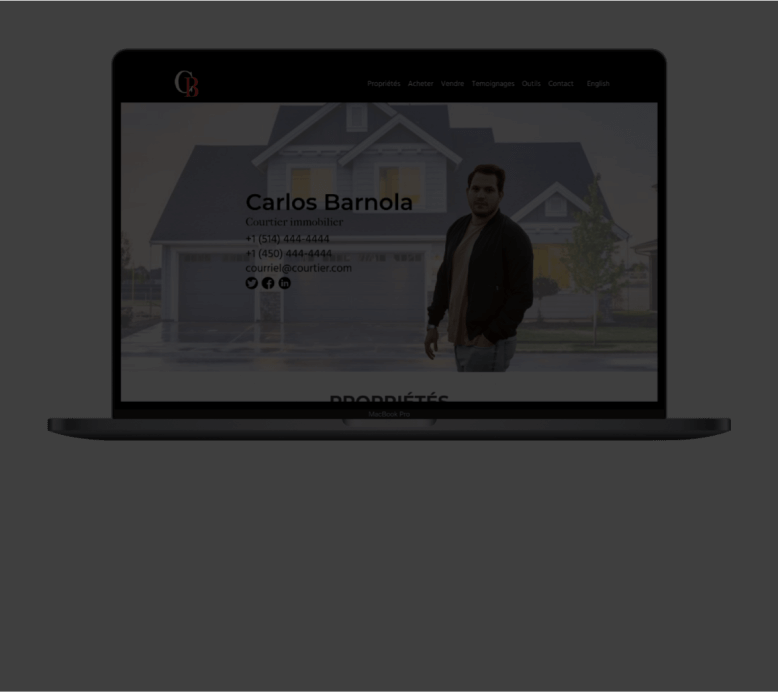 CB
Propriétés Acheter Vendre Temoignages Outils Contact English
Carlos Barnola
Courtier immobilier
+1 (514) 444-4444
+1 (450) 444-4444
courriel@courtier.com
PROPRIÉTÉS
MacBook Pro